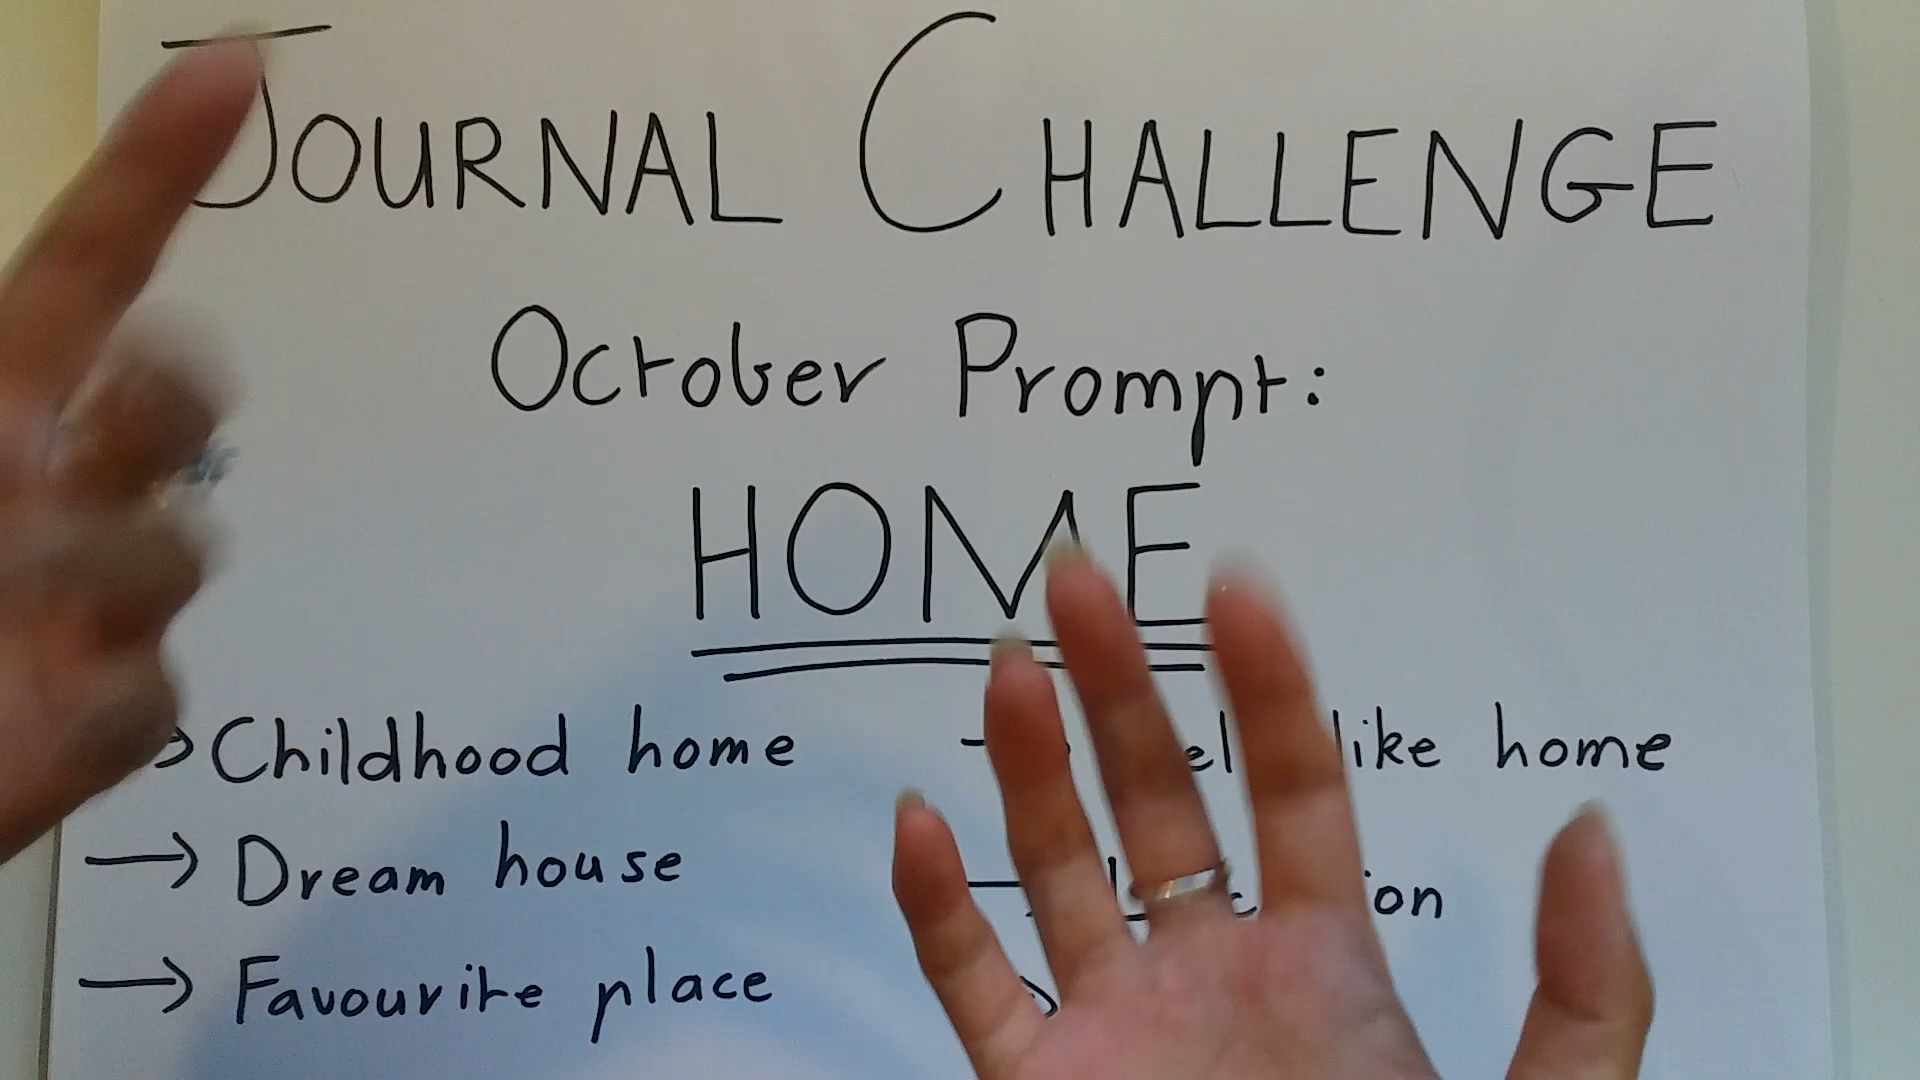 JOURNAL CHALLENGE
October Prompt:
HOME
→ Childhood home
→ Dream house
→ Favourite place
like home